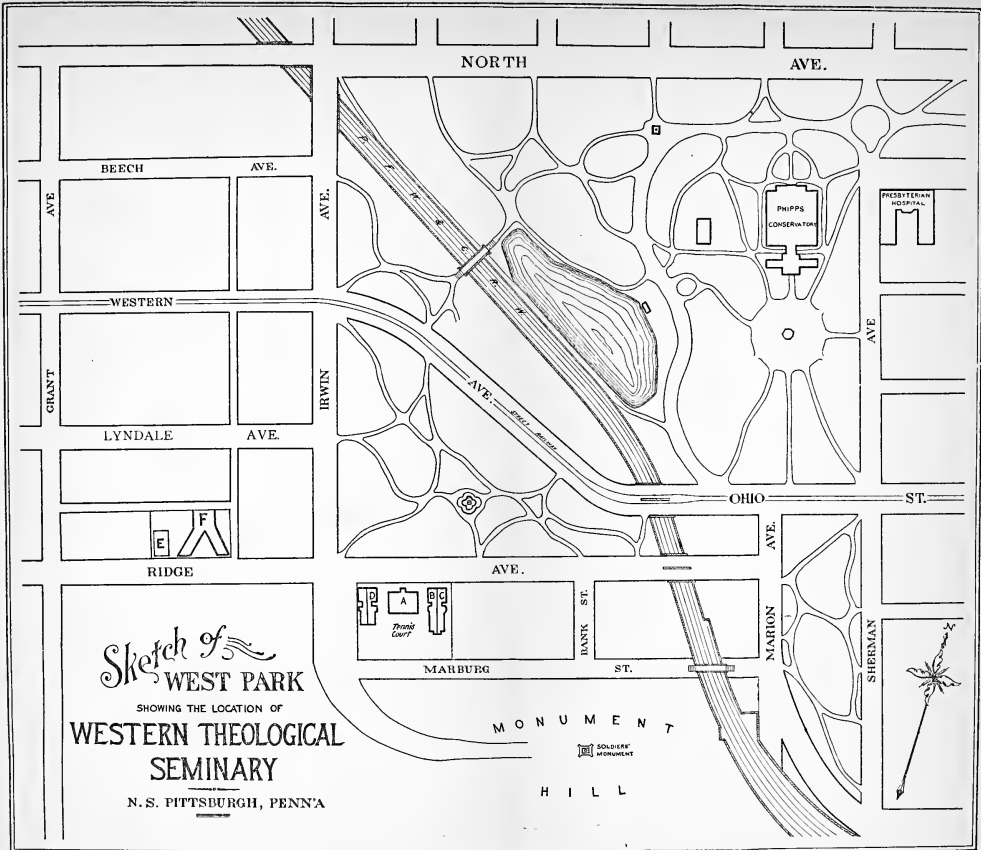 NORTH AVE.
BEECH AVE.
AVE
AVE.
PHIPPS
CONSERVATORY
PRESBYTERIAN
HOSPITAL
P. F. W. & C. R. W.
WESTERN
AVE.
STREET RAILWAY
GRANT
IRWIN
AVE
LYNDALE AVE.
OHIO ST.
E
F
RIDGE AVE.
AVE.
D
A
B C
Tennis
Court
BANK ST.
MARION
SHERMAN
MARBURG ST.
N
Sketch of
WEST PARK
SHOWING THE LOCATION OF
WESTERN THEOLOGICAL
SEMINARY
N. S. PITTSBURGH, PENN'A
MONUMENT
SOLDIERS'
MONUMENT
HILL